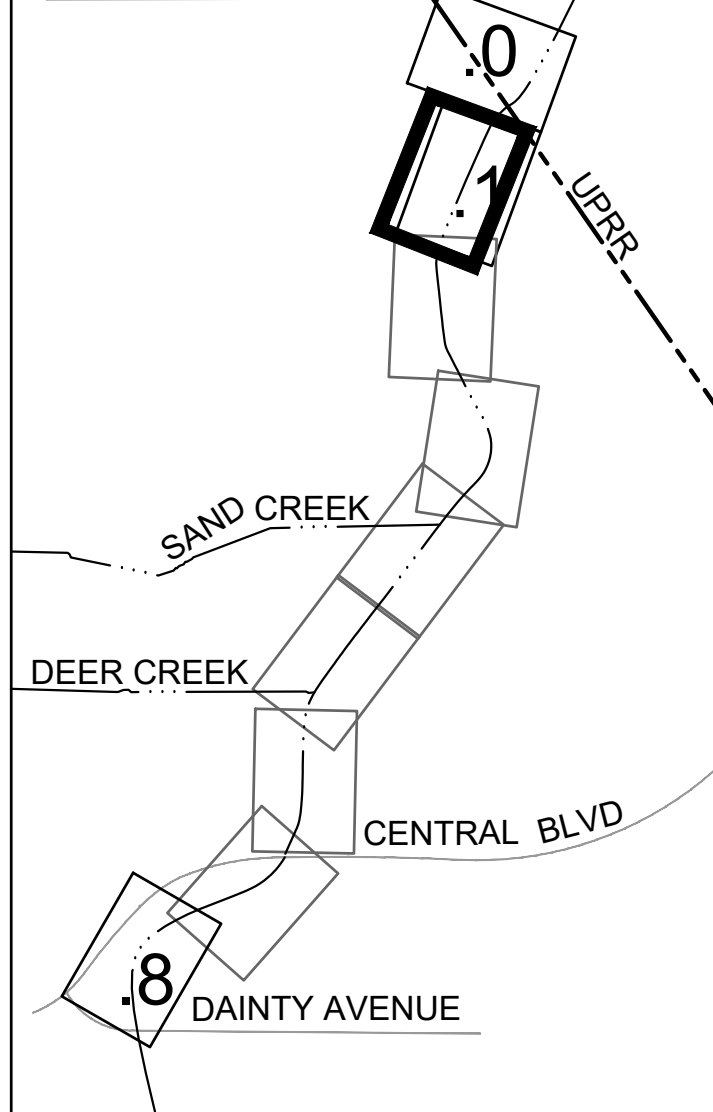 .0
.1
UPRR
SAND CREEK
DEER CREEK
CENTRAL BLVD
.8
DAINTY AVENUE